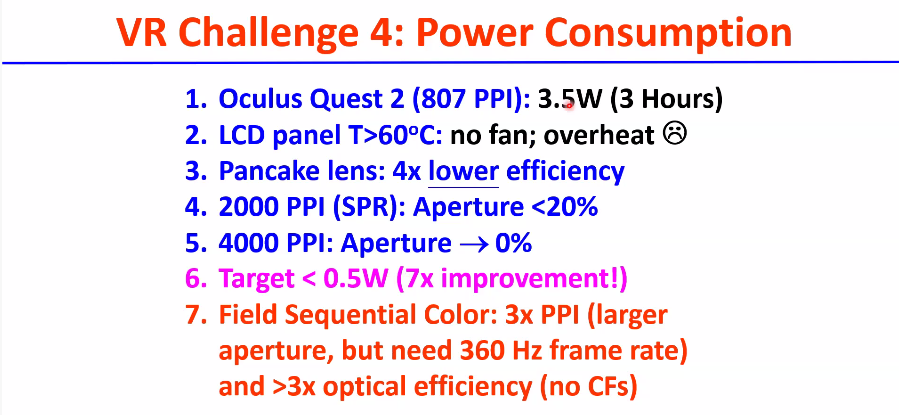 VR Challenge 4: Power Consumption
1. Oculus Quest 2 (807 PPI): 3.5W (3 Hours)
2. LCD panel T>60°C: no fan; overheat ☹
3. Pancake lens: 4x lower efficiency
4. 2000 PPI (SPR): Aperture <20%
5. 4000 PPI: Aperture → 0%
6. Target < 0.5W (7x improvement!)
7. Field Sequential Color: 3x PPI (larger
aperture, but need 360 Hz frame rate)
and >3x optical efficiency (no CFs)